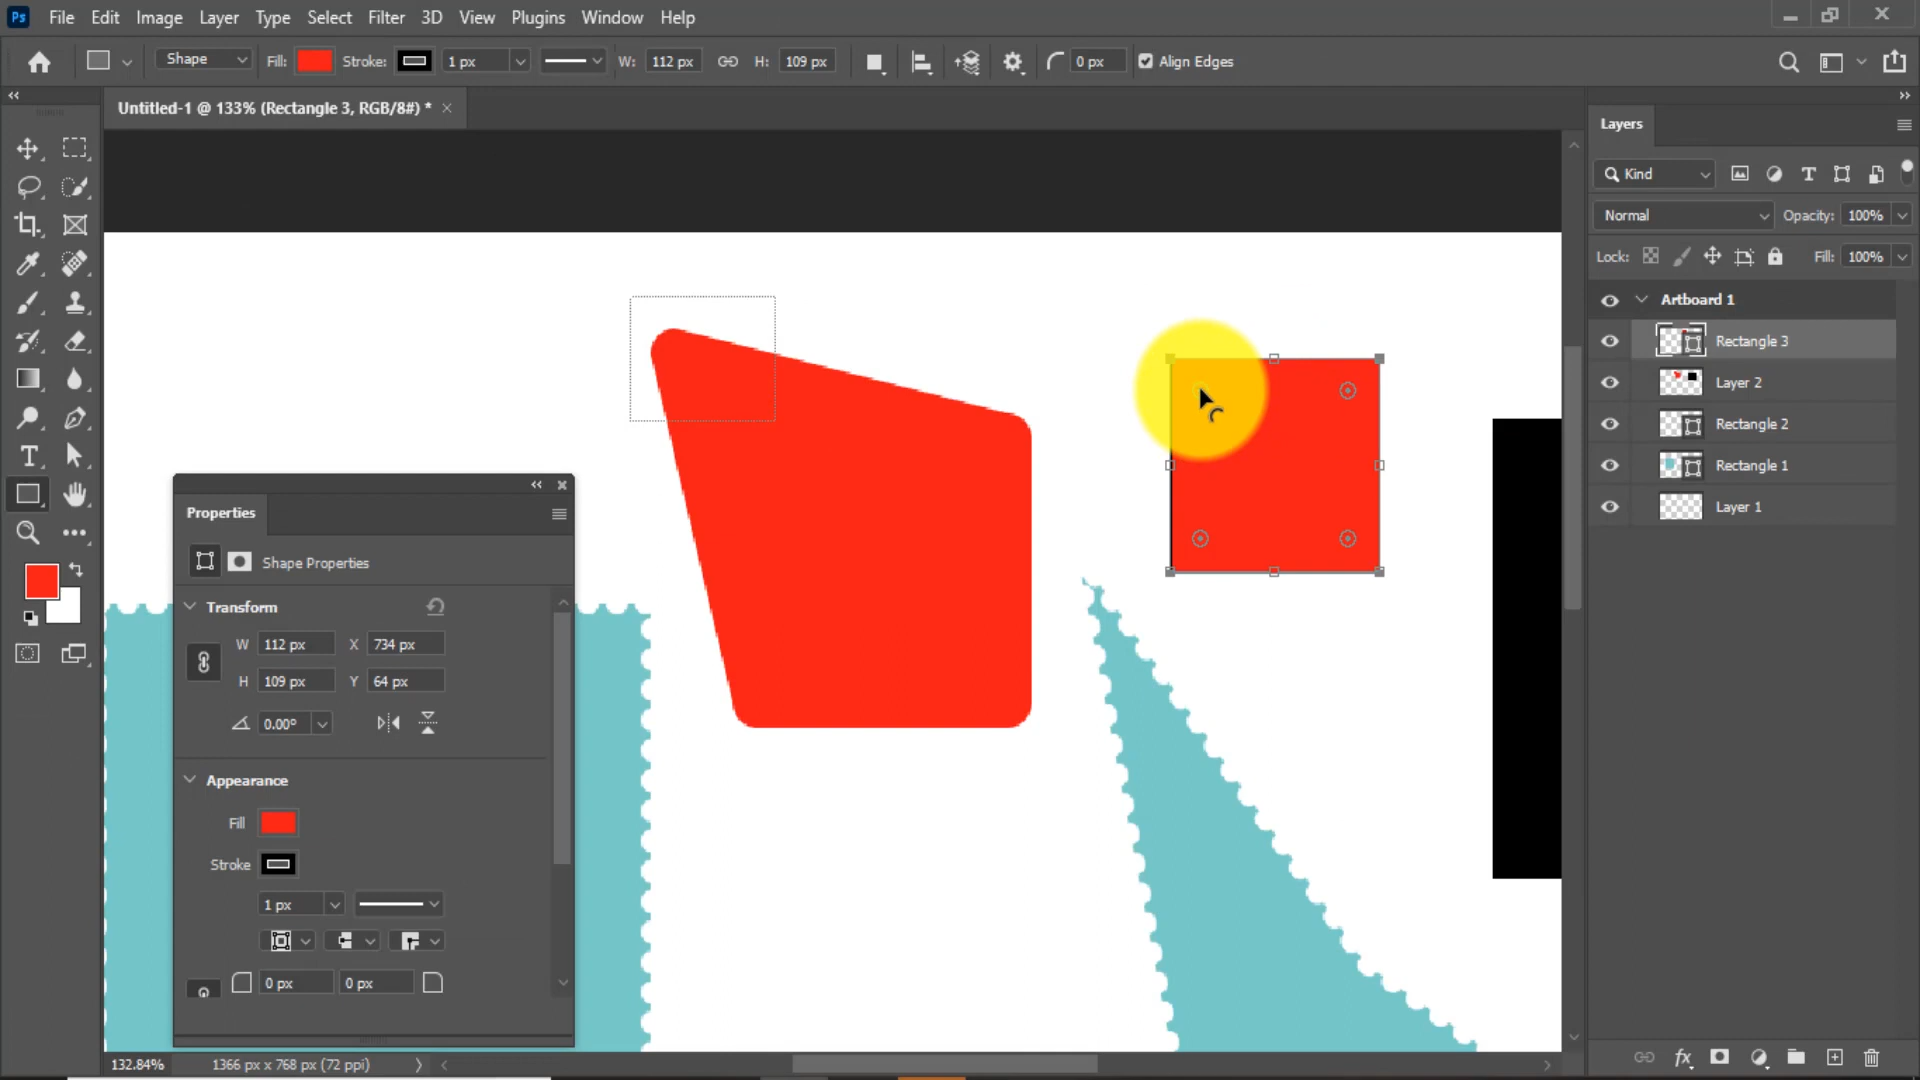 Ps File Edit Image Layer Type Select Filter 3D View Plugins Window Help
Shape Fill: Stroke: 1 px W: 112 px H: 109 px 0 px Align Edges
Untitled-1 @ 133% (Rectangle 3, RGB/8#) *
Layers
Kind
Normal Opacity: 100%
Lock: Fill: 100%
Artboard 1
Rectangle 3
Layer 2
Rectangle 2
Rectangle 1
Layer 1
Properties
Shape Properties
Transform
W 112 px X 734 px
H 109 px Y 64 px
0.00°
Appearance
Fill
Stroke
1 px
0 px 0 px
132.84% 1366 px x 768 px (72 ppi)